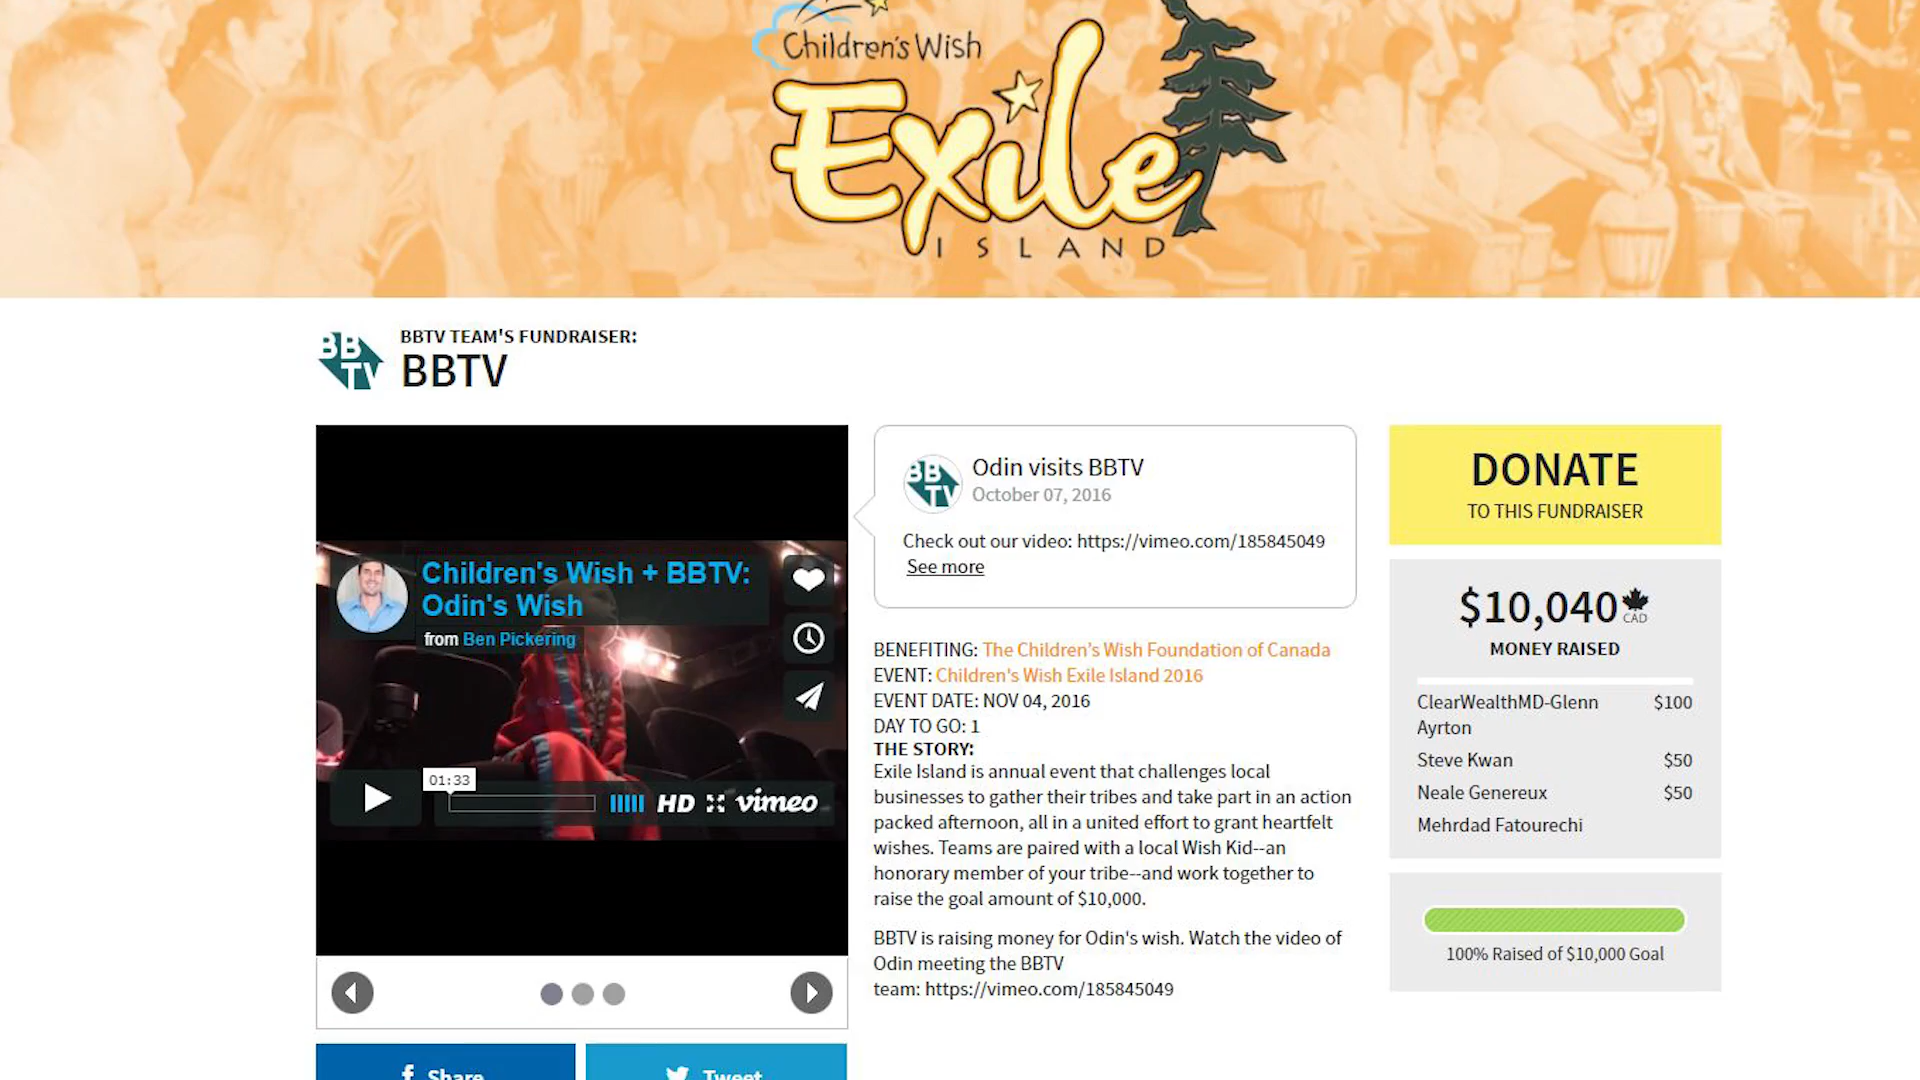 Children's Wish
Exile
ISLAND
BBTV TEAM'S FUNDRAISER:
BBTV
BB
TV
Children's Wish + BBTV:
Odin's Wish
from Ben Pickering
01:33
HD
vimeo
BB
TV
Odin visits BBTV
October 07, 2016
Check out our video: https://vimeo.com/185845049
See more
BENEFITING: The Children's Wish Foundation of Canada
EVENT: Children's Wish Exile Island 2016
EVENT DATE: NOV 04, 2016
DAY TO GO: 1
THE STORY:
Exile Island is annual event that challenges local
businesses to gather their tribes and take part in an action
packed afternoon, all in a united effort to grant heartfelt
wishes. Teams are paired with a local Wish Kid--an
honorary member of your tribe--and work together to
raise the goal amount of $10,000.
BBTV is raising money for Odin's wish. Watch the video of
Odin meeting the BBTV
team: https://vimeo.com/185845049
DONATE
TO THIS FUNDRAISER
$10,040 CAD
MONEY RAISED
ClearWealthMD-Glenn $100
Ayrton
Steve Kwan $50
Neale Genereux $50
Mehrdad Fatourechi
100% Raised of $10,000 Goal
Share
Tweet